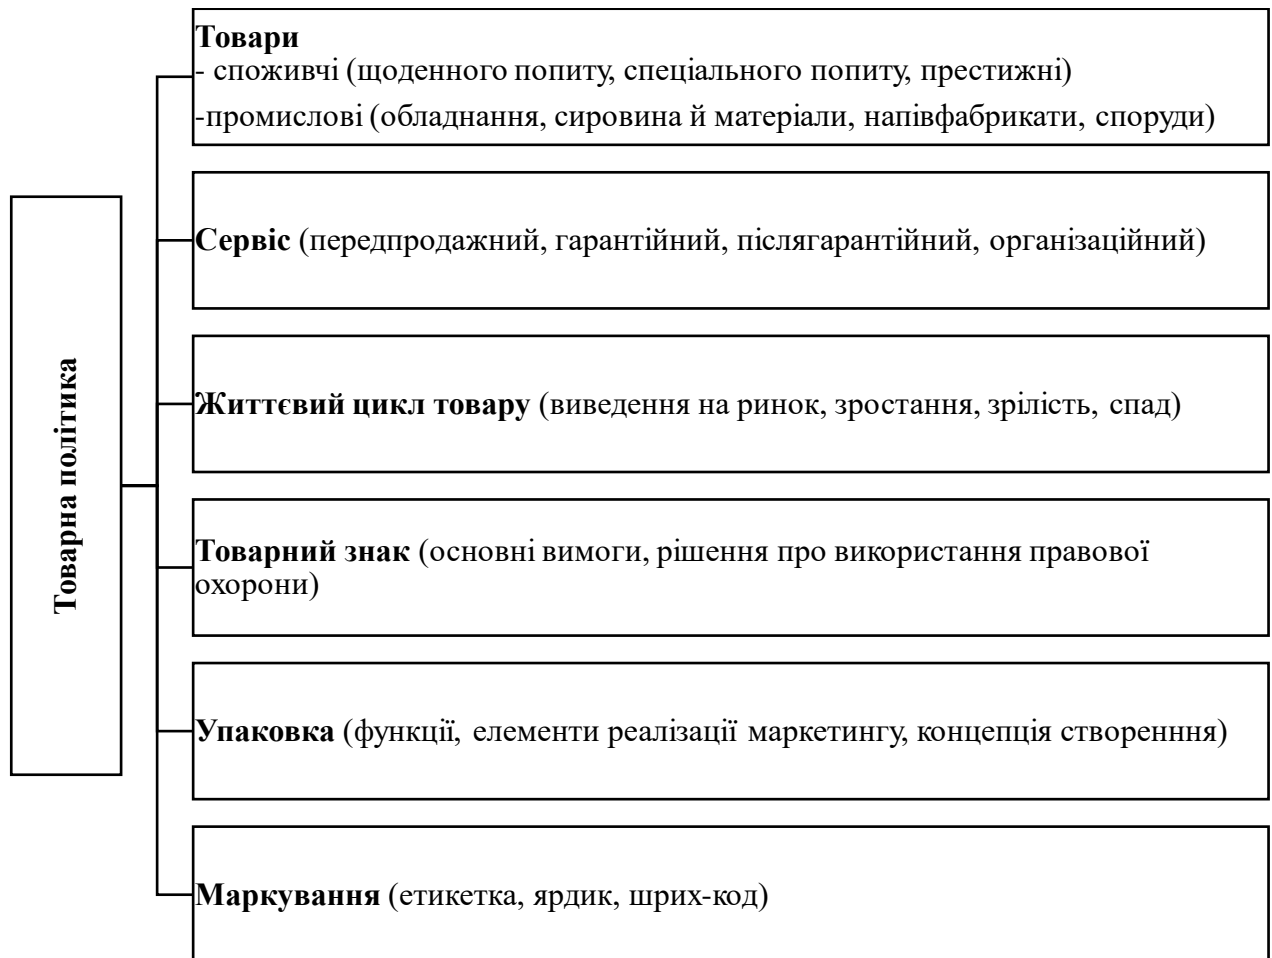 Товарна політика
Товари
- споживчі (щоденного попиту, спеціального попиту, престижні)
-промислові (обладнання, сировина й матеріали, напівфабрикати, споруди)
Сервіс (передпродажний, гарантійний, післягарантійний, організаційний)
Життєвий цикл товару (виведення на ринок, зростання, зрілість, спад)
Товарний знак (основні вимоги, рішення про використання правової
охорони)
Упаковка (функції, елементи реалізації маркетингу, концепція створенння)
Маркування (етикетка, ярдик, шрих-код)